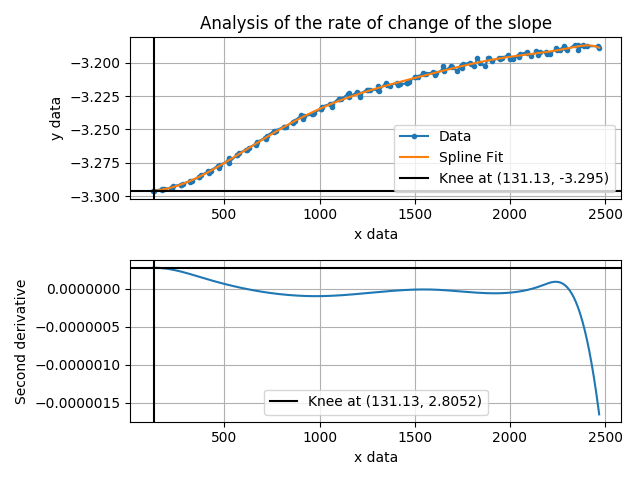 Analysis of the rate of change of the slope
y data
−3.200
−3.225
−3.250
−3.275
−3.300
Data
Spline Fit
Knee at (131.13, -3.295)
500
1000
1500
2000
2500
x data
Second derivative
0.0000000
−0.0000005
−0.0000010
−0.0000015
Knee at (131.13, 2.8052)
500
1000
1500
2000
2500
x data